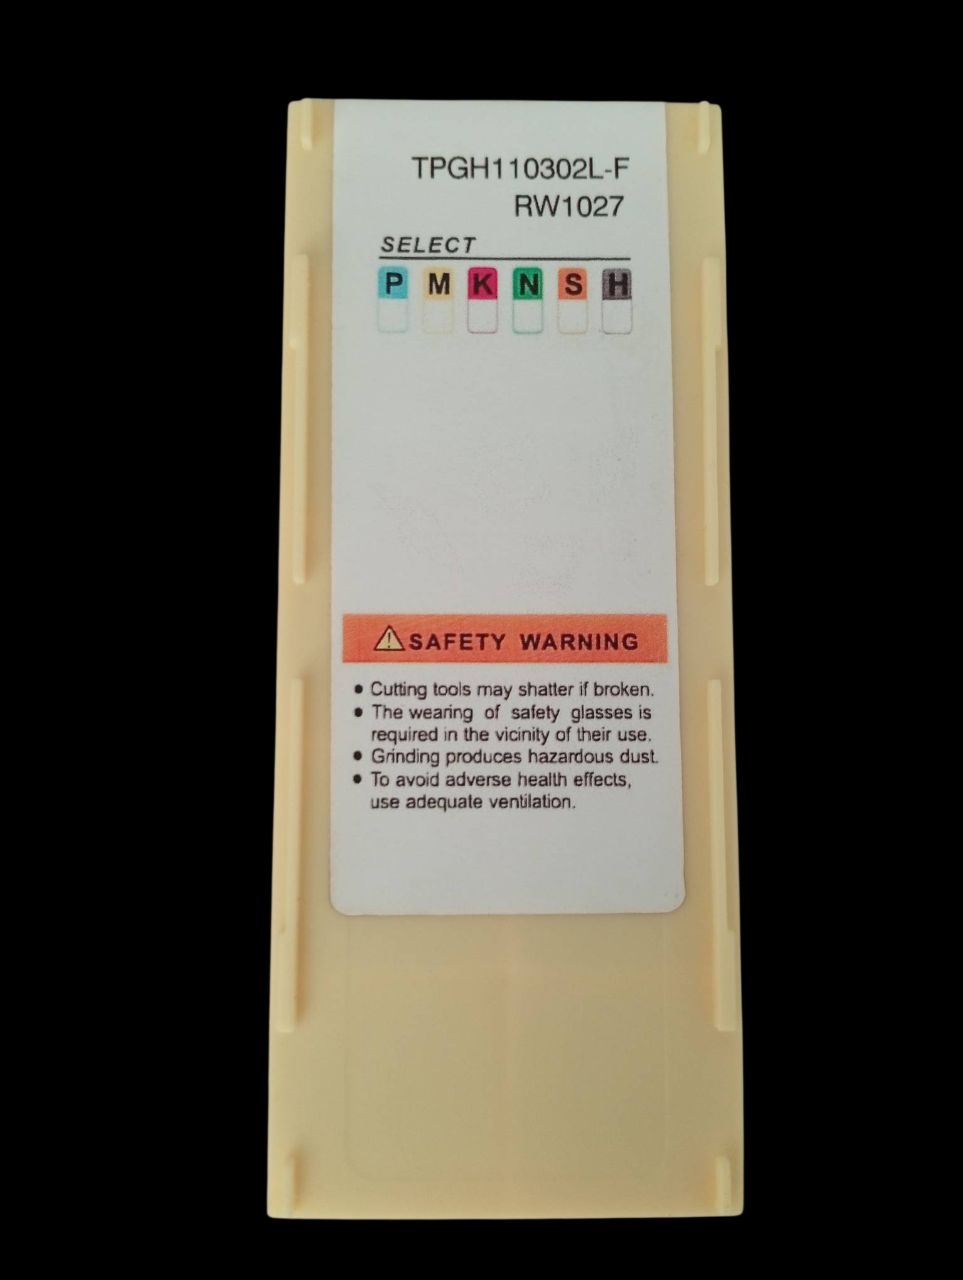 TPGH110302L-F
RW1027
SELECT
P M K N S H
SAFETY WARNING
• Cutting tools may shatter if broken.
• The wearing of safety glasses is
required in the vicinity of their use.
• Grinding produces hazardous dust.
• To avoid adverse health effects,
use adequate ventilation.